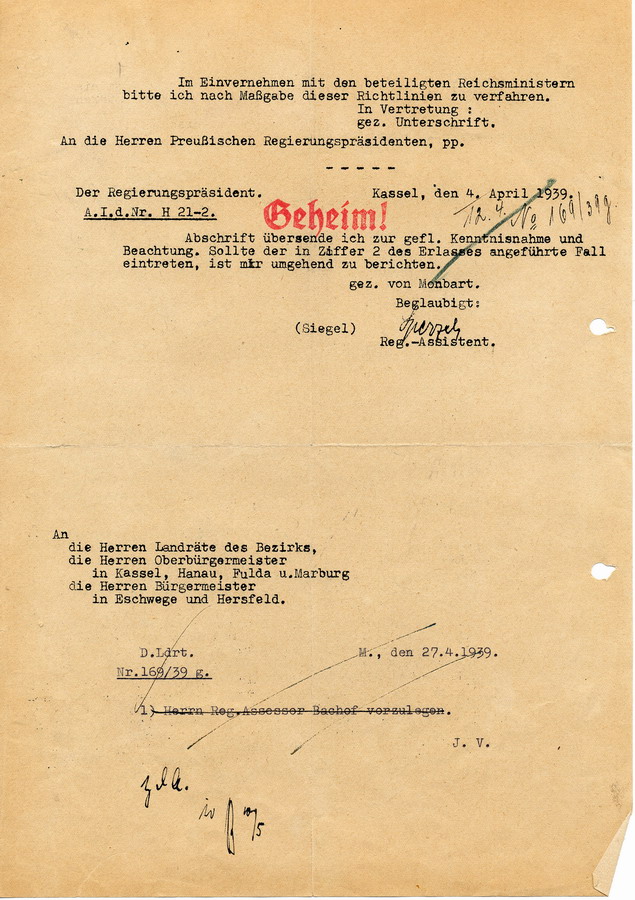 Im Einvernehmen mit den beteiligten Reichsministern
bitte ich nach Maßgabe dieser Richtlinien zu verfahren.
In Vertretung :
gez. Unterschrift.
An die Herren Preußischen Regierungspräsidenten, pp.
- - - - -
Der Regierungspräsident. Kassel, den 4. April 1939.
A.I.d.Nr. H 21-2. Geheim! 12.4. No 169/39g.
Abschrift übersende ich zur gefl. Kenntnisnahme und
Beachtung. Sollte der in Ziffer 2 des Erlasses angeführte Fall
eintreten, ist mir umgehend zu berichten.
gez. von Monbart.
Beglaubigt:
(Siegel)
Reg.-Assistent.
An
die Herren Landräte des Bezirks,
die Herren Oberbürgermeister
in Kassel, Hanau, Fulda u.Marburg
die Herren Bürgermeister
in Eschwege und Hersfeld.
D.Ldrt. M., den 27.4.1939.
Nr.169/39 g.
1) Herrn Reg.Assessor Bachof vorzulegen.
J. V.
z.d.A.